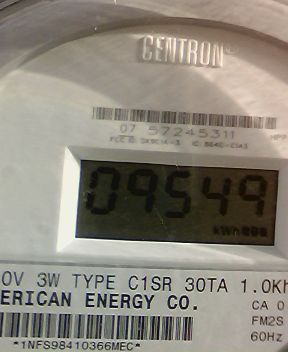 CENTRON®
07 57245311
09549
kWh
0V 3W TYPE C1SR 30TA 1.0Kh
ERICAN ENERGY CO.
CA 0
FM2S
60Hz
*1NFS98410366MEC*